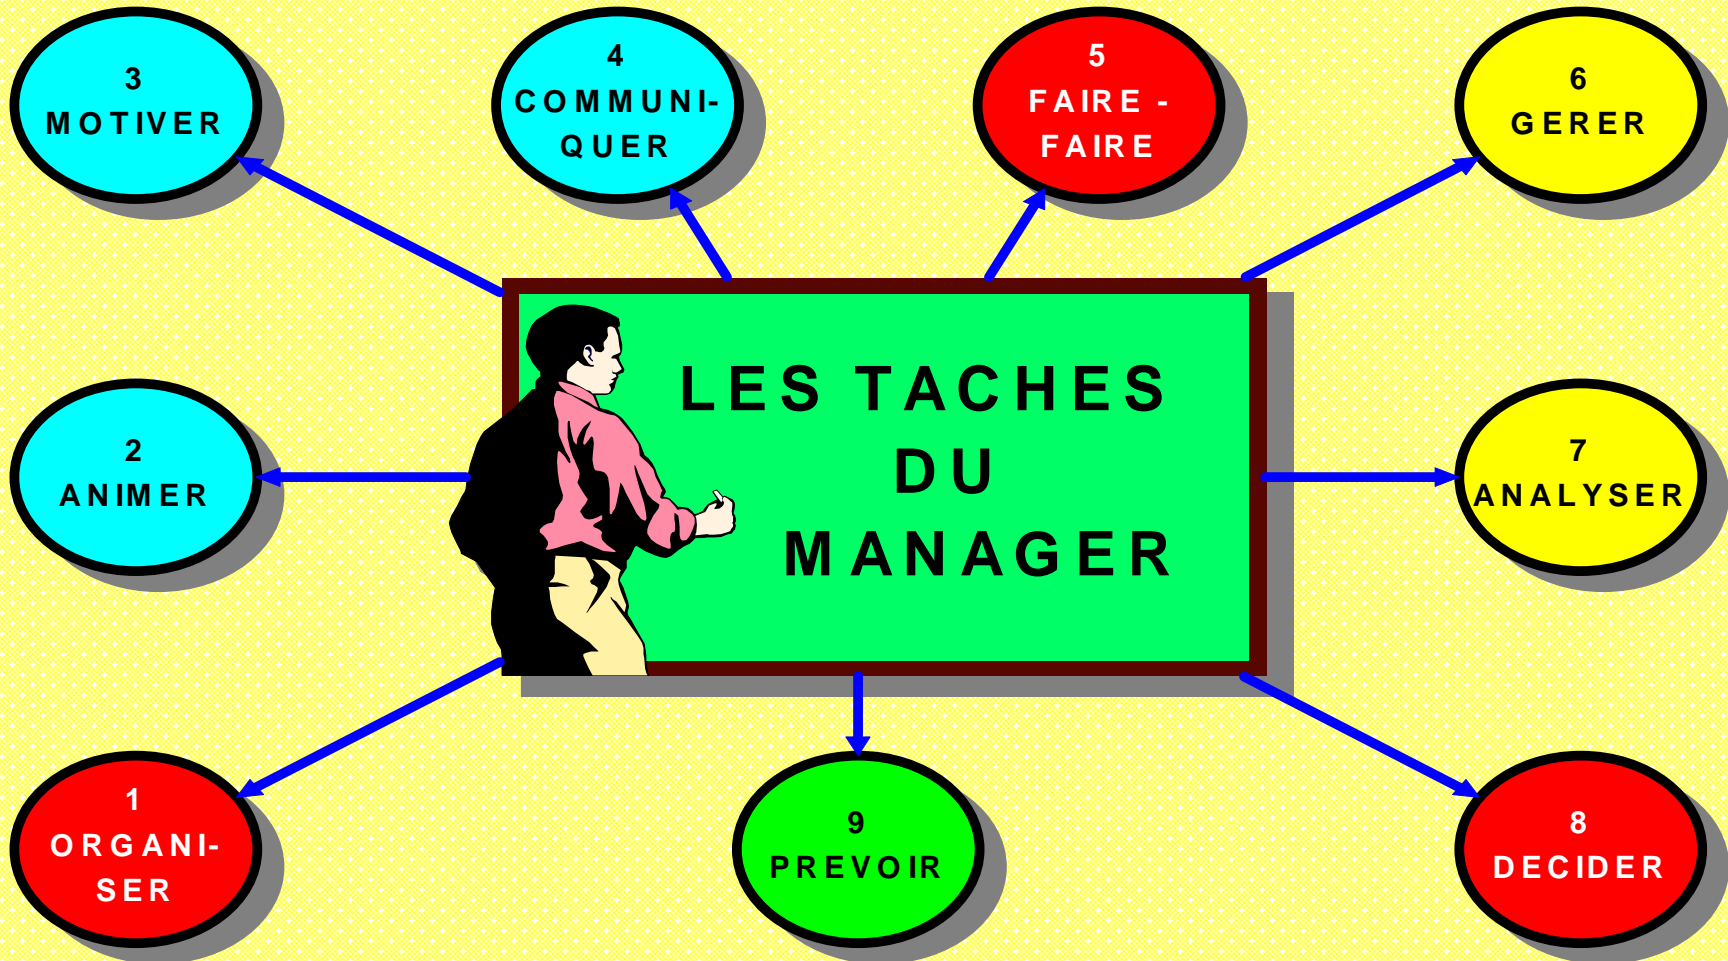 3
MOTIVER
4
COMMUNI-
QUER
5
FAIRE -
FAIRE
6
GERER
LES TACHES
DU
MANAGER
2
ANIMER
7
ANALYSER
1
ORGANI-
SER
9
PREVOIR
8
DECIDER